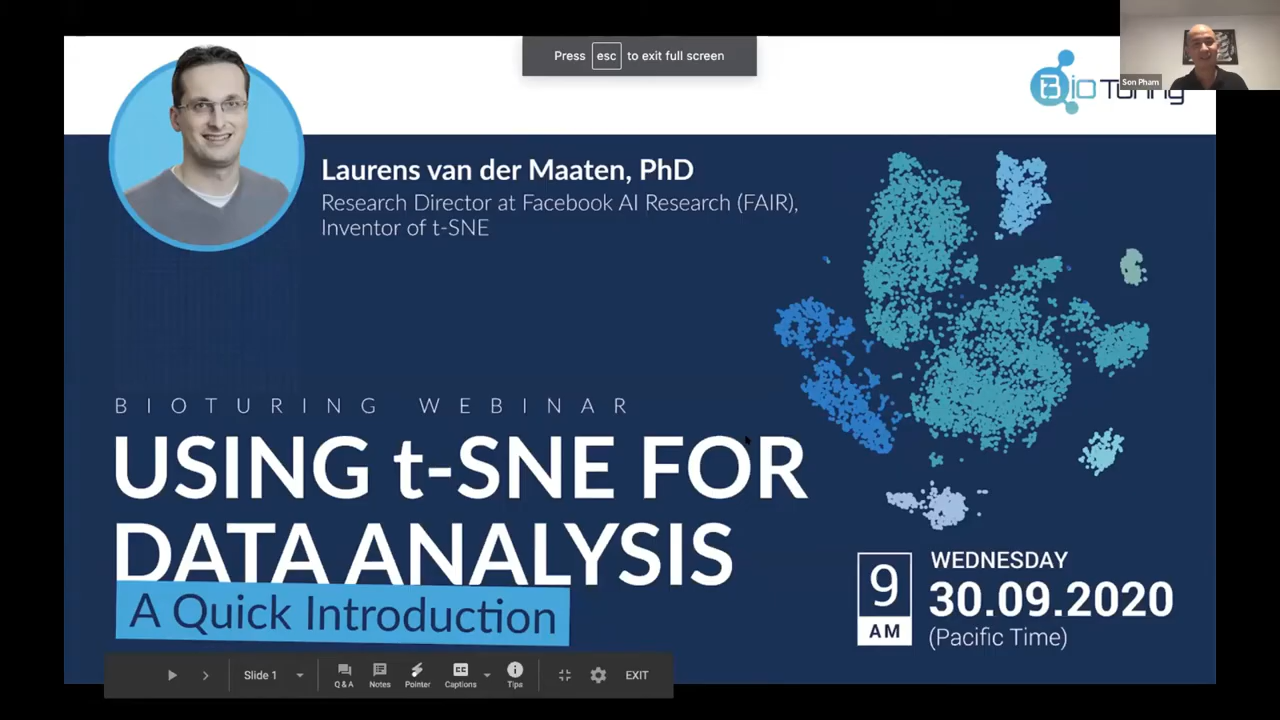 Press esc to exit full screen
Son Pham
BioTuring
Laurens van der Maaten, PhD
Research Director at Facebook AI Research (FAIR),
Inventor of t-SNE
BIOTURING WEBINAR
USING t-SNE FOR
DATA ANALYSIS
A Quick Introduction
9
AM
WEDNESDAY
30.09.2020
(Pacific Time)
Slide 1
Q & A
Notes
Pointer
Captions
Tips
EXIT